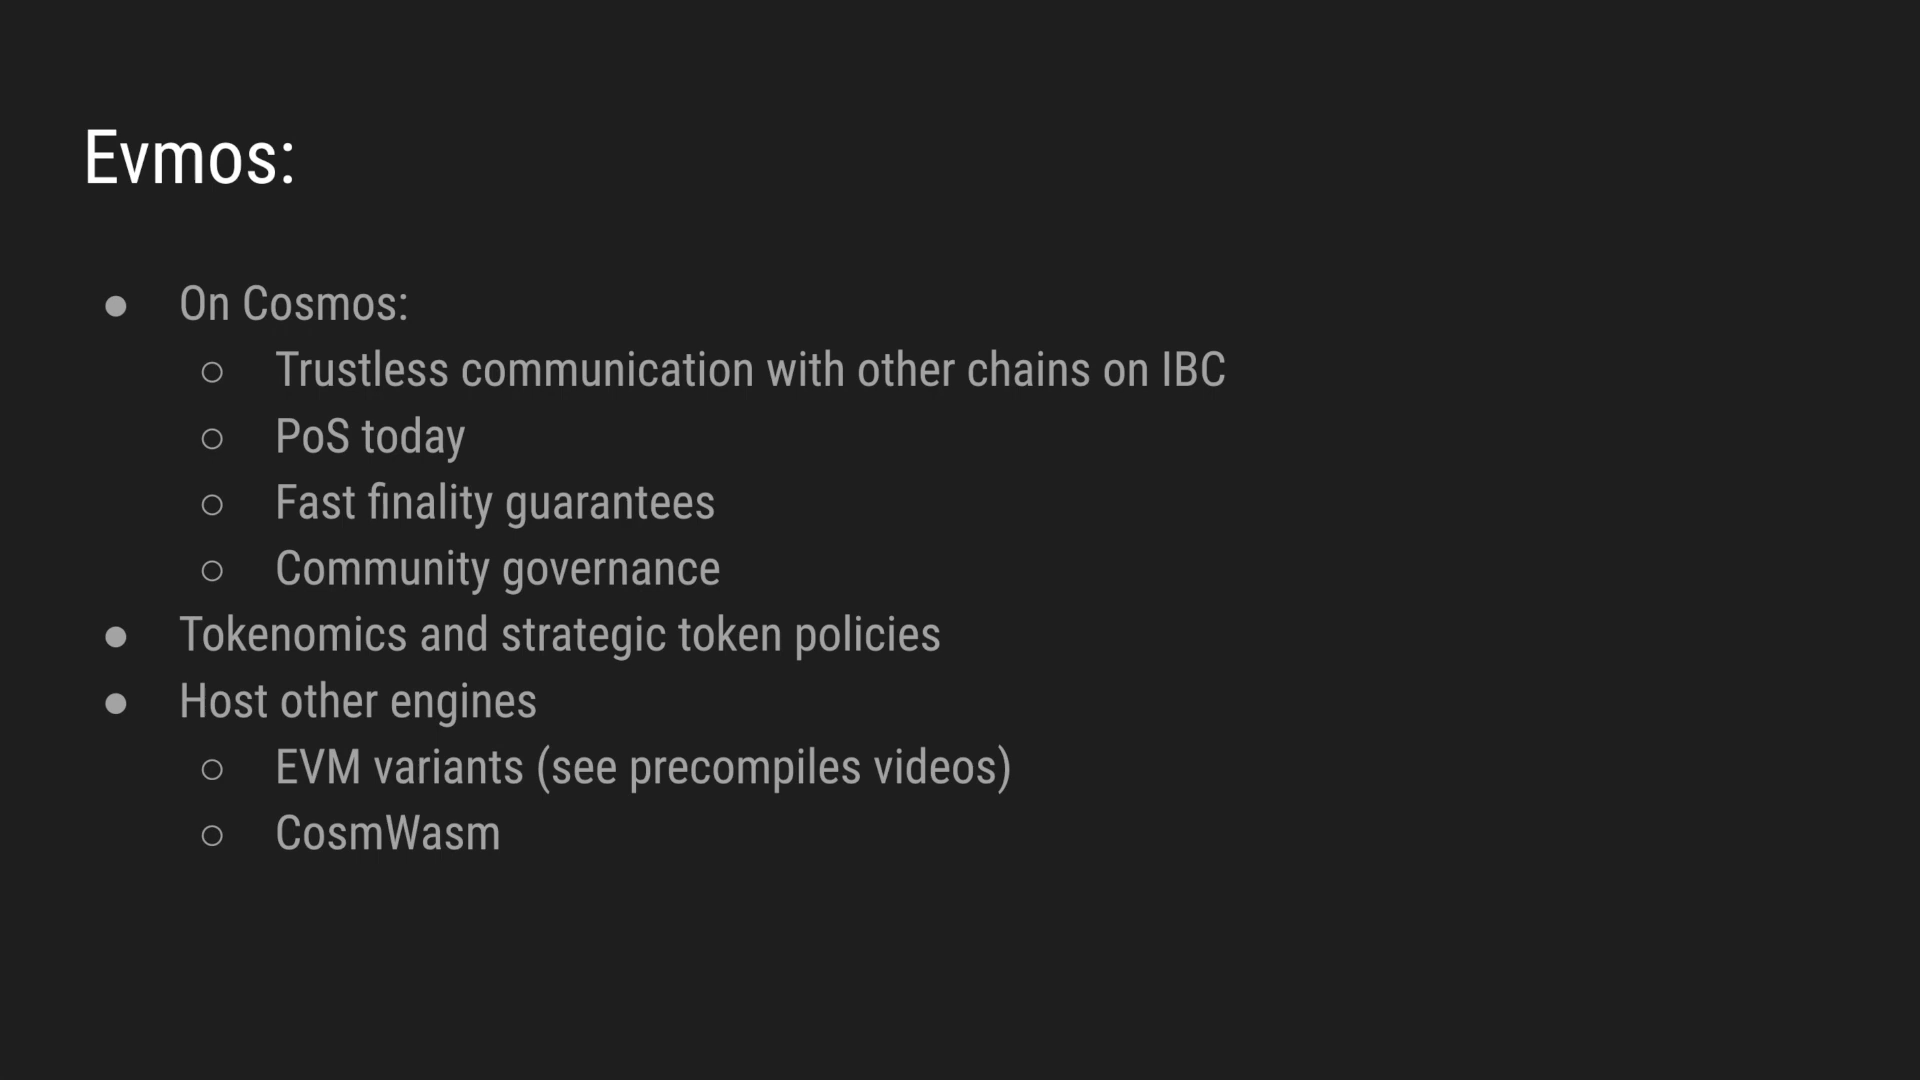 Evmos:
● On Cosmos:
○ Trustless communication with other chains on IBC
○ PoS today
○ Fast finality guarantees
○ Community governance
● Tokenomics and strategic token policies
● Host other engines
○ EVM variants (see precompiles videos)
○ CosmWasm